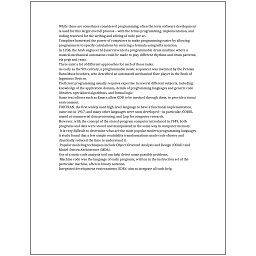 While these are sometimes considered programming, often the term software development
is used for this larger overall process – with the terms programming, implementation, and
coding reserved for the writing and editing of code per se.
Compilers harnessed the power of computers to make programming easier by allowing
programmers to specify calculations by entering a formula using infix notation.
In 1206, the Arab engineer Al-Jazari invented a programmable drum machine where a
musical mechanical automaton could be made to play different rhythms and drum patterns,
via pegs and cams.
There exist a lot of different approaches for each of those tasks.
As early as the 9th century, a programmable music sequencer was invented by the Persian
Banu Musa brothers, who described an automated mechanical flute player in the Book of
Ingenious Devices.
Proficient programming usually requires expertise in several different subjects, including
knowledge of the application domain, details of programming languages and generic code
libraries, specialized algorithms, and formal logic.
Some text editors such as Emacs allow GDB to be invoked through them, to provide a visual
environment.
FORTRAN, the first widely used high-level language to have a functional implementation,
came out in 1957, and many other languages were soon developed – in particular, COBOL
aimed at commercial data processing, and Lisp for computer research.
However, with the concept of the stored-program computer introduced in 1949, both
programs and data were stored and manipulated in the same way in computer memory.
It is very difficult to determine what are the most popular modern programming languages.
A study found that a few simple readability transformations made code shorter and
drastically reduced the time to understand it.
Popular modeling techniques include Object-Oriented Analysis and Design (OOAD) and
Model-Driven Architecture (MDA).
Use of a static code analysis tool can help detect some possible problems.
Machine code was the language of early programs, written in the instruction set of the
particular machine, often in binary notation.
Integrated development environments (IDEs) aim to integrate all such help.